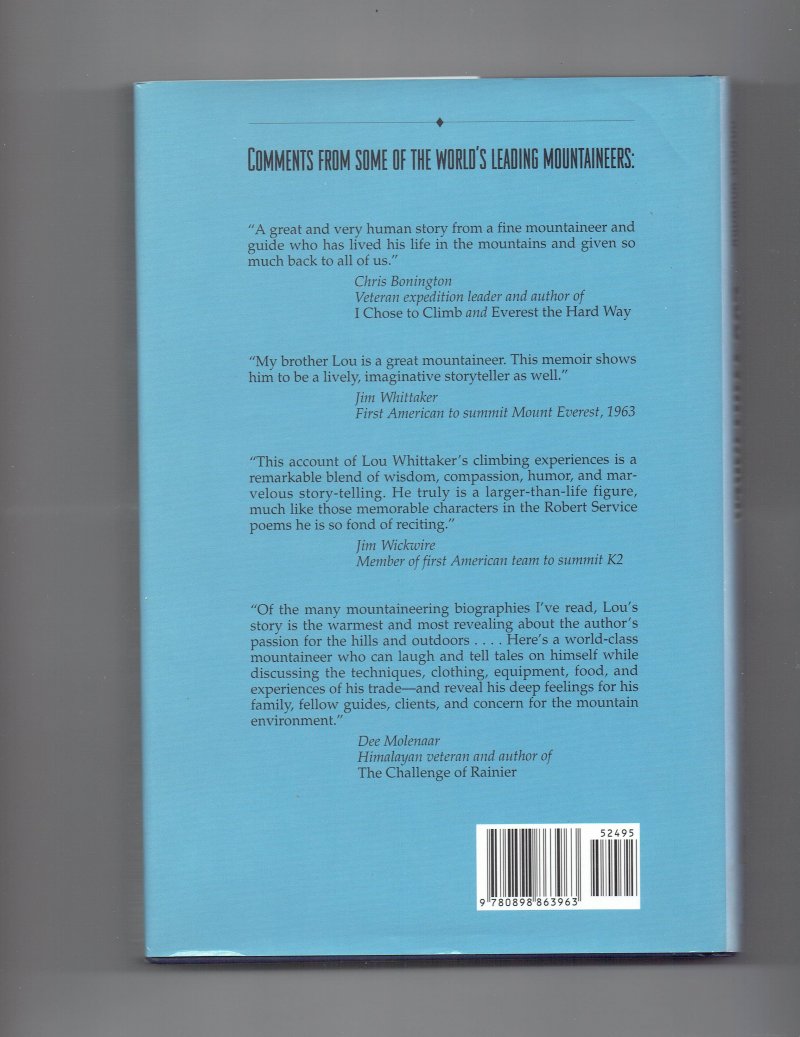 COMMENTS FROM SOME OF THE WORLD'S LEADING MOUNTAINEERS:
“A great and very human story from a fine mountaineer and
guide who has lived his life in the mountains and given so
much back to all of us.”
Chris Bonington
Veteran expedition leader and author of
I Chose to Climb and Everest the Hard Way
“My brother Lou is a great mountaineer. This memoir shows
him to be a lively, imaginative storyteller as well.”
Jim Whittaker
First American to summit Mount Everest, 1963
“This account of Lou Whittaker's climbing experiences is a
remarkable blend of wisdom, compassion, humor, and mar-
velous story-telling. He truly is a larger-than-life figure,
much like those memorable characters in the Robert Service
poems he is so fond of reciting.”
Jim Wickwire
Member of first American team to summit K2
“Of the many mountaineering biographies I've read, Lou's
story is the warmest and most revealing about the author's
passion for the hills and outdoors . . . . Here's a world-class
mountaineer who can laugh and tell tales on himself while
discussing the techniques, clothing, equipment, food, and
experiences of his trade—and reveal his deep feelings for his
family, fellow guides, clients, and concern for the mountain
environment.”
Dee Molenaar
Himalayan veteran and author of
The Challenge of Rainier
52495
9 780898 863963